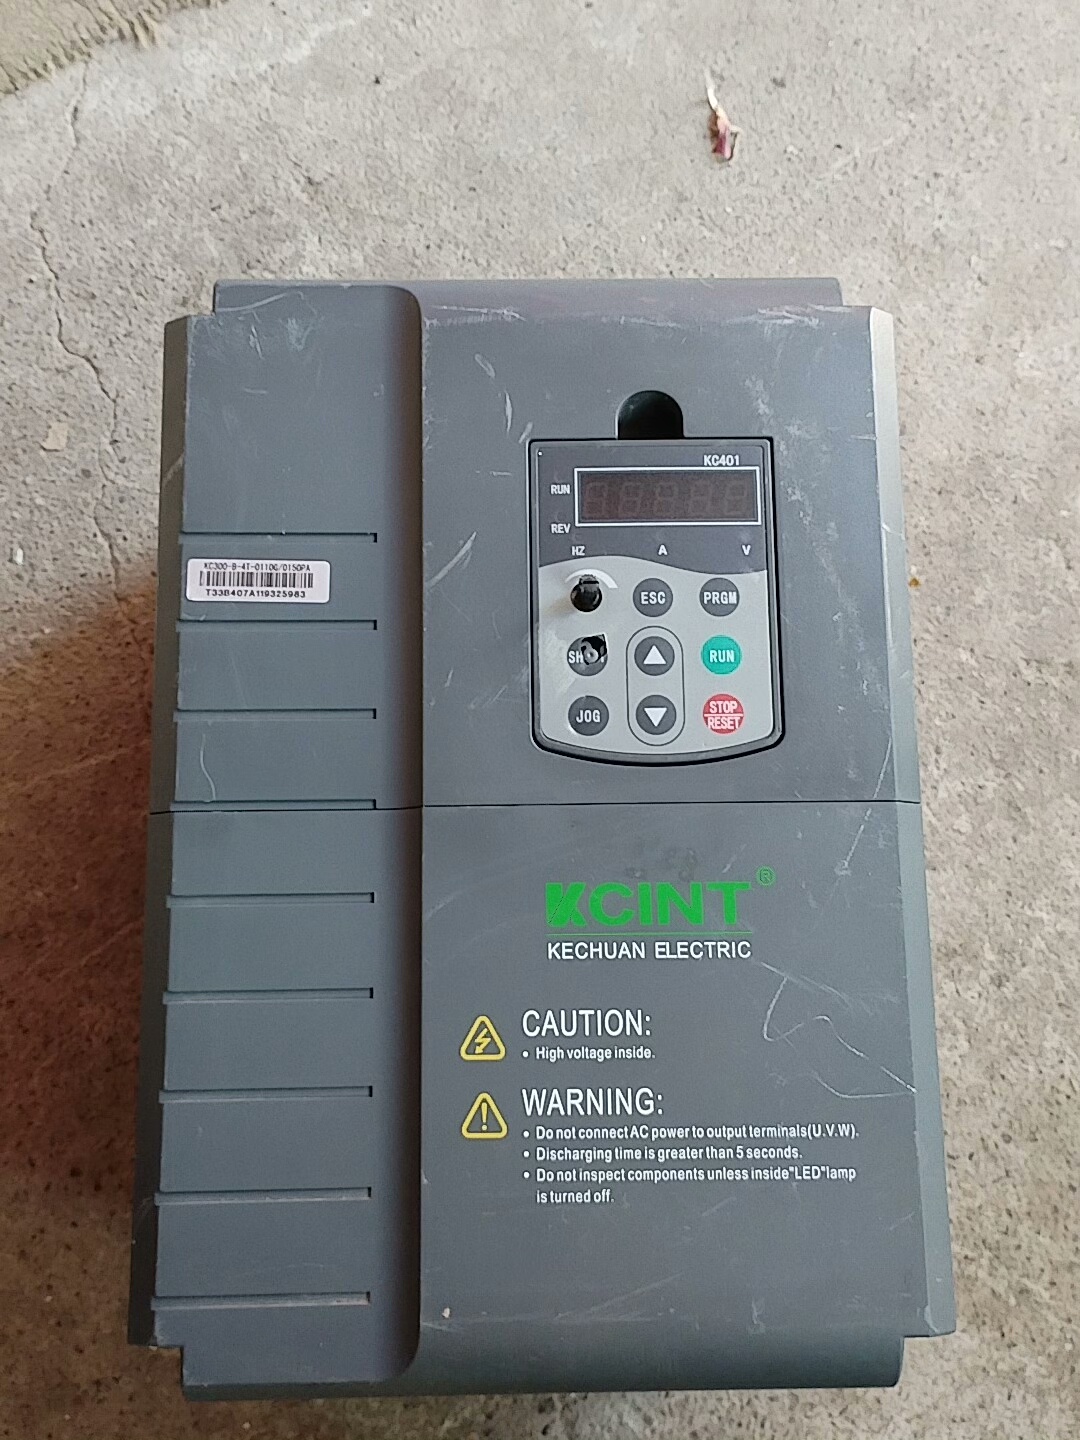 KC401
RUN
REV
HZ A V
KC300-B-4T-0110G/0150PA
T33B407A119325983
ESC PRGM
RUN
JOG
STOP
RESET
KCINT®
KECHUAN ELECTRIC
CAUTION:
• High voltage inside.
WARNING:
• Do not connect AC power to output terminals(U.V.W).
• Discharging time is greater than 5 seconds.
• Do not inspect components unless inside"LED"lamp
is turned off.